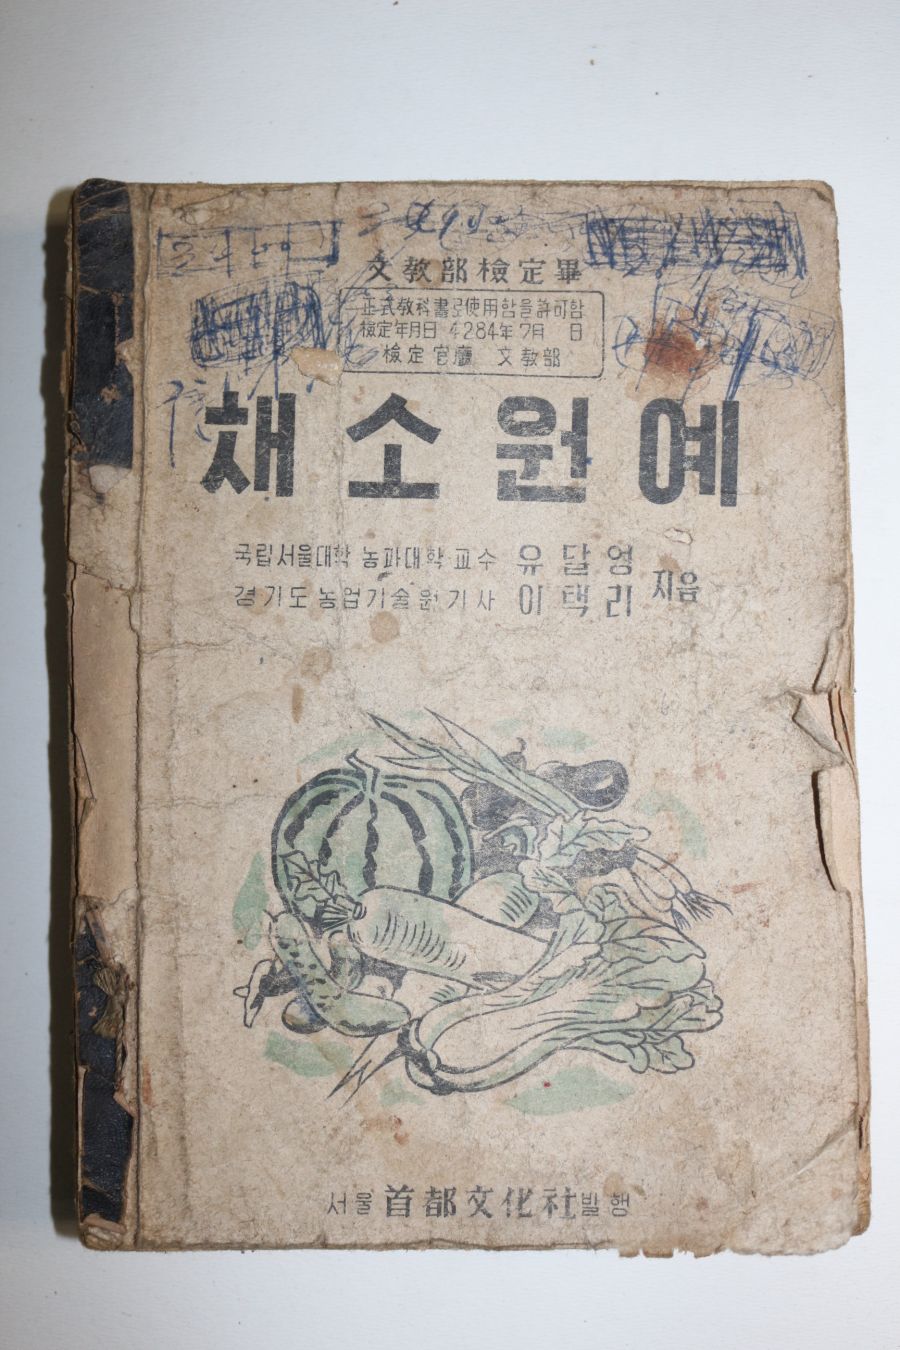 文敎部檢定畢
正式敎科書로使用함을許可함
檢定年月日 4284年7月 日
檢定官廳 文敎部
채소원예
국립서울대학 농과대학 교수 유달영
경기도농업기술원기사 이택리 지음
서울 首都文化社 발행